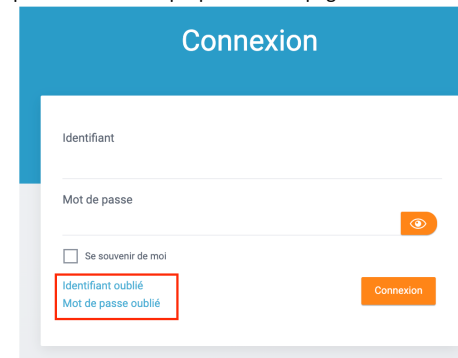 Connexion
Identifiant
Mot de passe
Se souvenir de moi
Identifiant oublié
Mot de passe oublié
Connexion